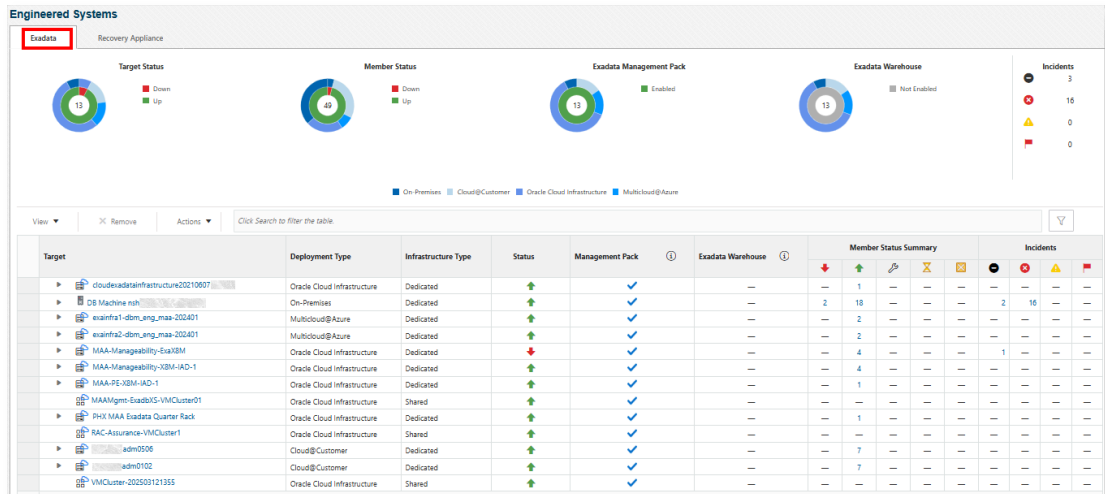 Engineered Systems
Exadata Recovery Appliance
Target Status Member Status Exadata Management Pack Exadata Warehouse Incidents
Down Down Enabled Not Enabled 3
Up Up
13 49 13 13 16
0
0
On-Premises Cloud@Customer Oracle Cloud Infrastructure Multicloud@Azure
View Remove Actions Click Search to filter the table.
Target Deployment Type Infrastructure Type Status Management Pack Exadata Warehouse Member Status Summary Incidents
cloudexadatainfrastructure20210607 Oracle Cloud Infrastructure Dedicated — — 1 — — — — — — —
DB Machine nsh On-Premises Dedicated — 2 18 — — — 2 16 — —
exainfra1-dbm_eng_maa-202401 Multicloud@Azure Dedicated — — 2 — — — — — — —
exainfra2-dbm_eng_maa-202401 Multicloud@Azure Dedicated — — 2 — — — — — — —
MAA-Manageability-ExaX8M Oracle Cloud Infrastructure Dedicated — — 4 — — — 1 — — —
MAA-Manageability-X8M-IAD-1 Oracle Cloud Infrastructure Dedicated — — 4 — — — — — — —
MAA-PE-X8M-IAD-1 Oracle Cloud Infrastructure Dedicated — — 1 — — — — — — —
MAAMgmt-ExadbXS-VMCluster01 Oracle Cloud Infrastructure Shared — — — — — — — — — —
PHX MAA Exadata Quarter Rack Oracle Cloud Infrastructure Dedicated — — 1 — — — — — — —
RAC-Assurance-VMCluster1 Oracle Cloud Infrastructure Shared — — — — — — — — — —
adm0506 Cloud@Customer Dedicated — — 7 — — — — — — —
adm0102 Cloud@Customer Dedicated — — 7 — — — — — — —
VMCluster-202503121355 Oracle Cloud Infrastructure Shared — — — — — — — — — —